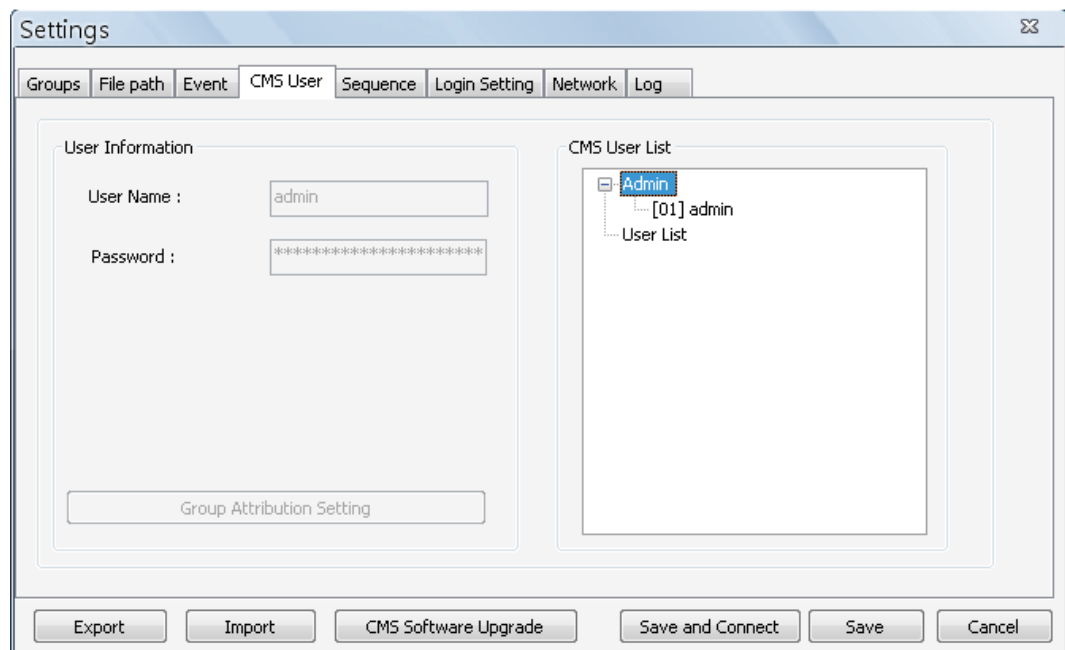 Settings
Groups File path Event CMS User Sequence Login Setting Network Log
User Information
User Name : admin
Password : **********************
Group Attribution Setting
CMS User List
Admin
[01] admin
User List
Export Import CMS Software Upgrade Save and Connect Save Cancel